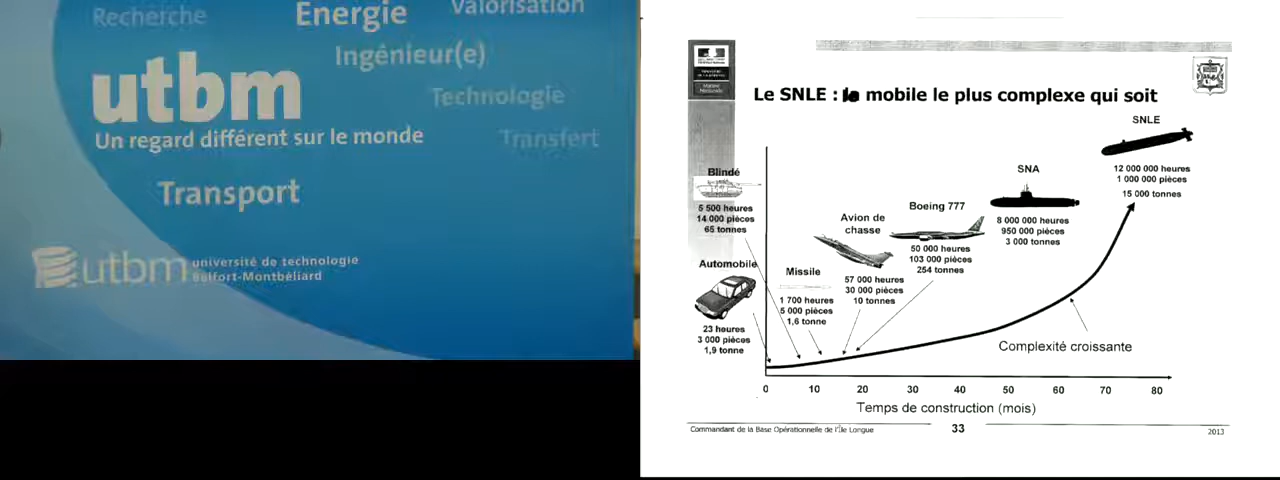 Recherche
Énergie
Valorisation
Ingénieur(e)
utbm
Technologie
Un regard différent sur le monde
Transfert
Transport
utbm
université de technologie
Belfort-Montbéliard
Le SNLE : le mobile le plus complexe qui soit
SNLE
12 000 000 heures
1 000 000 pièces
15 000 tonnes
SNA
8 000 000 heures
950 000 pièces
3 000 tonnes
Boeing 777
50 000 heures
103 000 pièces
254 tonnes
Avion de
chasse
57 000 heures
30 000 pièces
10 tonnes
Missile
1 700 heures
5 000 pièces
1,6 tonne
Blindé
5 500 heures
14 000 pièces
65 tonnes
Automobile
23 heures
3 000 pièces
1,9 tonne
Complexité croissante
0 10 20 30 40 50 60 70 80
Temps de construction (mois)
Commandant de la Base Opérationnelle de l'Île Longue
33
2013